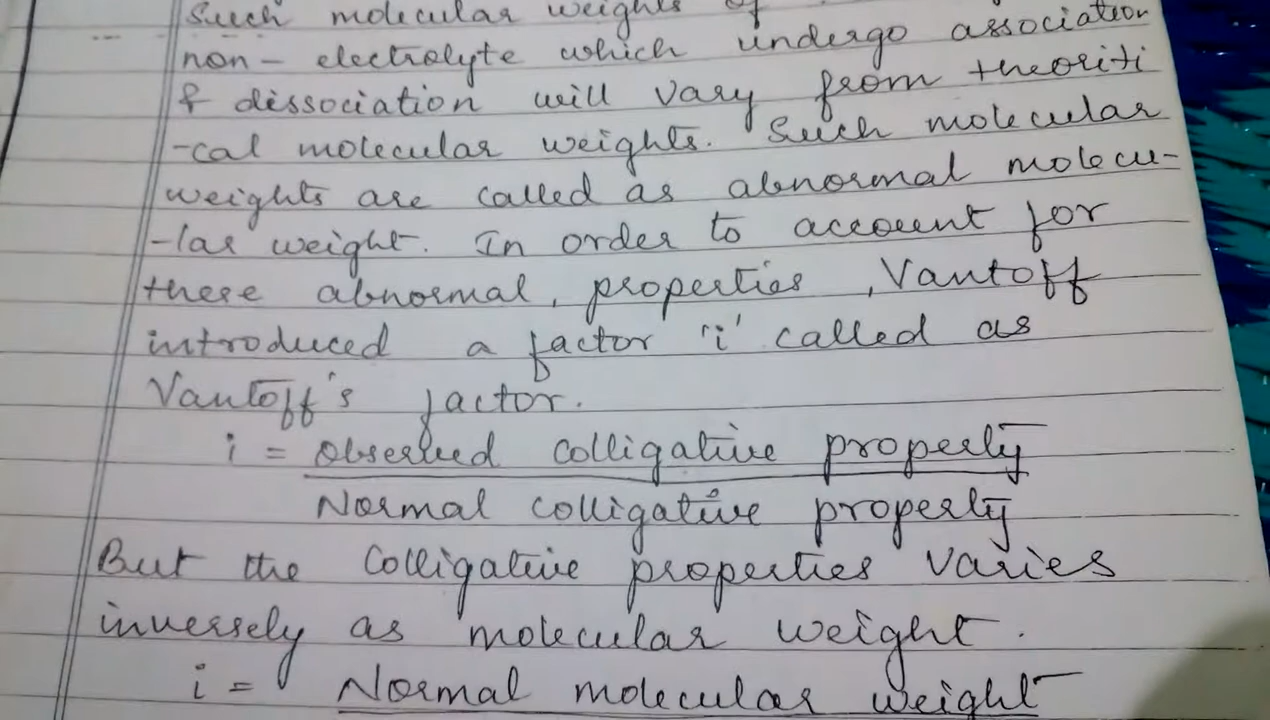 Such molecular weights of
non- electrolyte which undergo association
& dissociation will vary from theoriti
-cal molecular weights. Such molecular
weights are called as abnormal molecu-
-lar weight. In order to account for
these abnormal, properties, Vantoff
introduced a factor 'i' called as
Vantoff's factor.
i = observed colligative property
Normal colligative property
But the colligative properties varies
inversely as molecular weight.
i = Normal molecular weight